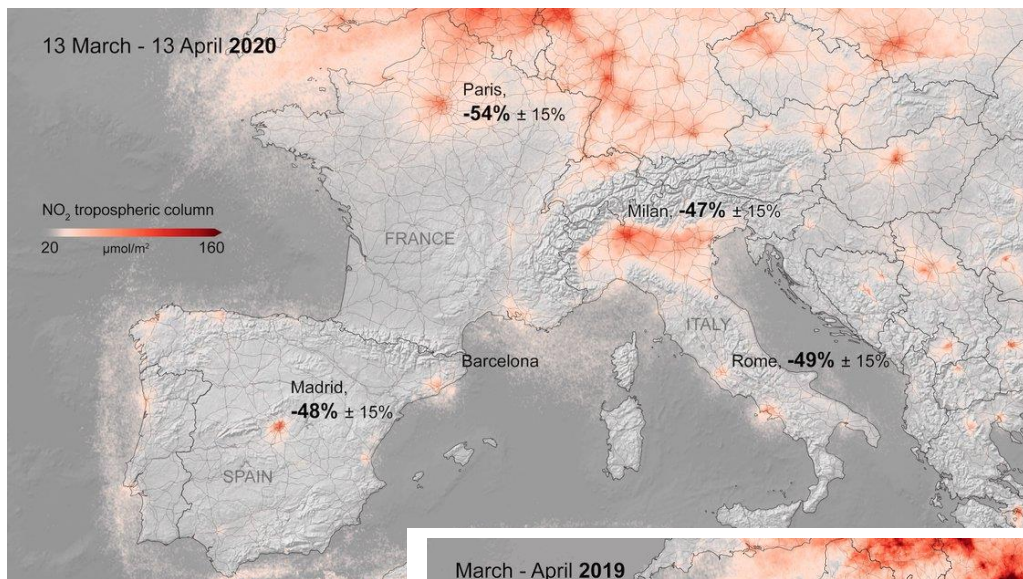 13 March - 13 April 2020
Paris,
-54% ± 15%
NO₂ tropospheric column
20 μmol/m² 160
FRANCE
Milan, -47% ± 15%
ITALY
Barcelona
Rome, -49% ± 15%
Madrid,
-48% ± 15%
SPAIN
March - April 2019